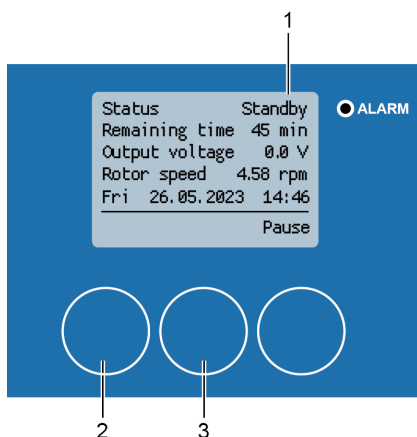 1
Status Standby
ALARM
Remaining time 45 min
Output voltage 0.0 V
Rotor speed 4.58 rpm
Fri 26.05.2023 14:46
Pause
2 3